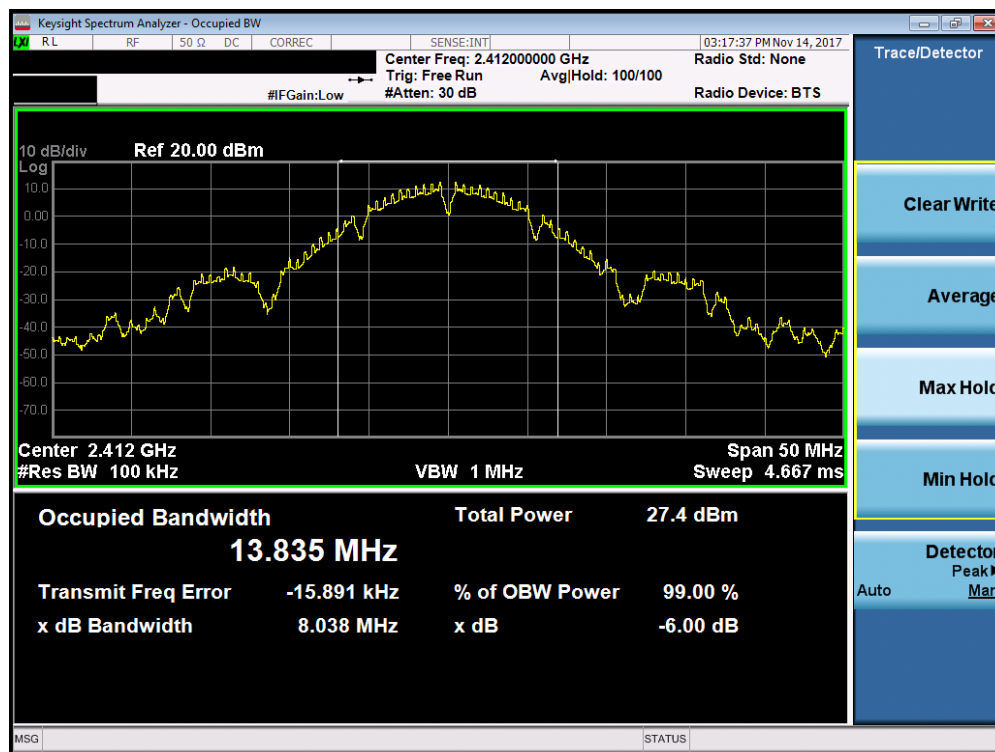 Keysight Spectrum Analyzer - Occupied BW
LXI RL RF 50 Ω DC CORREC SENSE:INT 03:17:37 PM Nov 14, 2017
Center Freq: 2.412000000 GHz Radio Std: None
Trig: Free Run Avg|Hold: 100/100
#IFGain:Low #Atten: 30 dB Radio Device: BTS
10 dB/div Ref 20.00 dBm
Log
10.0
0.00
-10.0
-20.0
-30.0
-40.0
-50.0
-60.0
-70.0
Center 2.412 GHz Span 50 MHz
#Res BW 100 kHz VBW 1 MHz Sweep 4.667 ms
Occupied Bandwidth Total Power 27.4 dBm
13.835 MHz
Transmit Freq Error -15.891 kHz % of OBW Power 99.00 %
x dB Bandwidth 8.038 MHz x dB -6.00 dB
MSG STATUS
Trace/Detector
Clear Write
Average
Max Hold
Min Hold
Detector
Peak▶
Auto Man